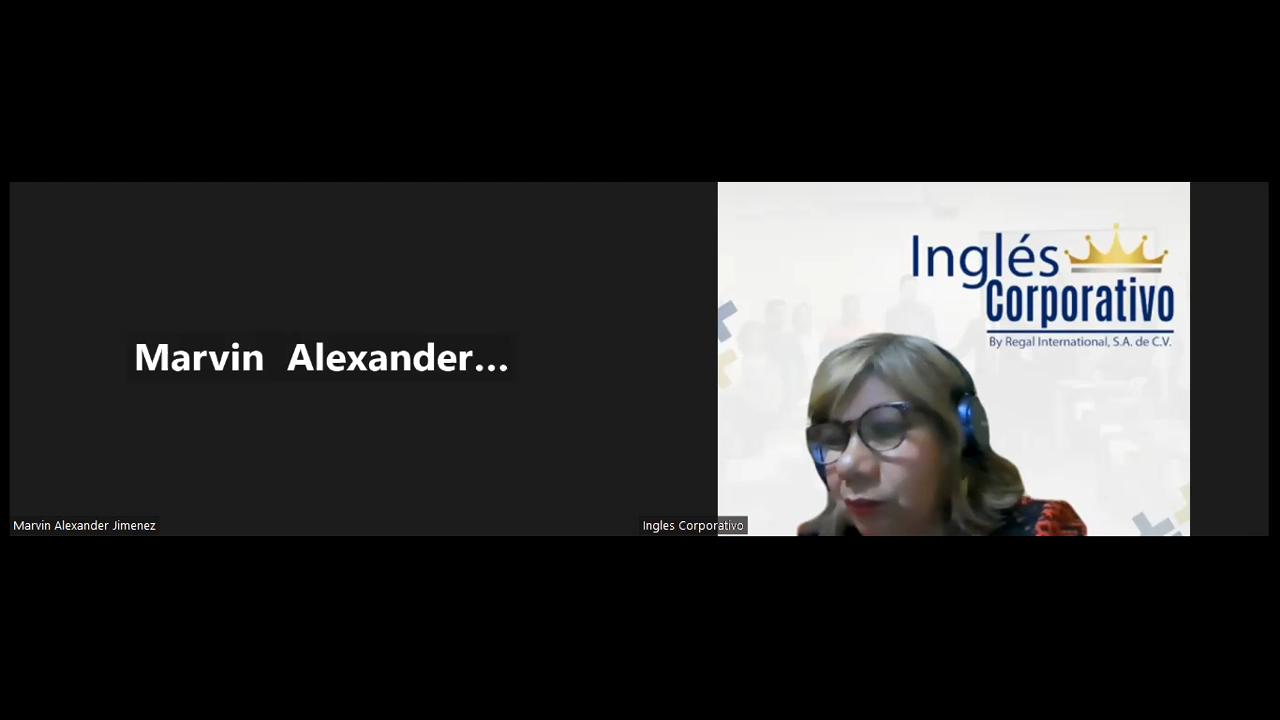 Marvin Alexander...
Marvin Alexander Jimenez
Inglés
Corporativo
By Regal International, S.A. de C.V.
Ingles Corporativo